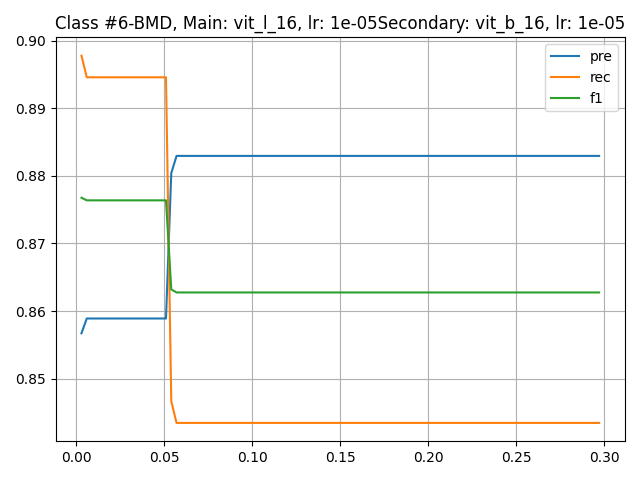 Class #6-BMD, Main: vit_l_16, lr: 1e-05Secondary: vit_b_16, lr: 1e-05
pre
rec
f1
0.90
0.89
0.88
0.87
0.86
0.85
0.00 0.05 0.10 0.15 0.20 0.25 0.30